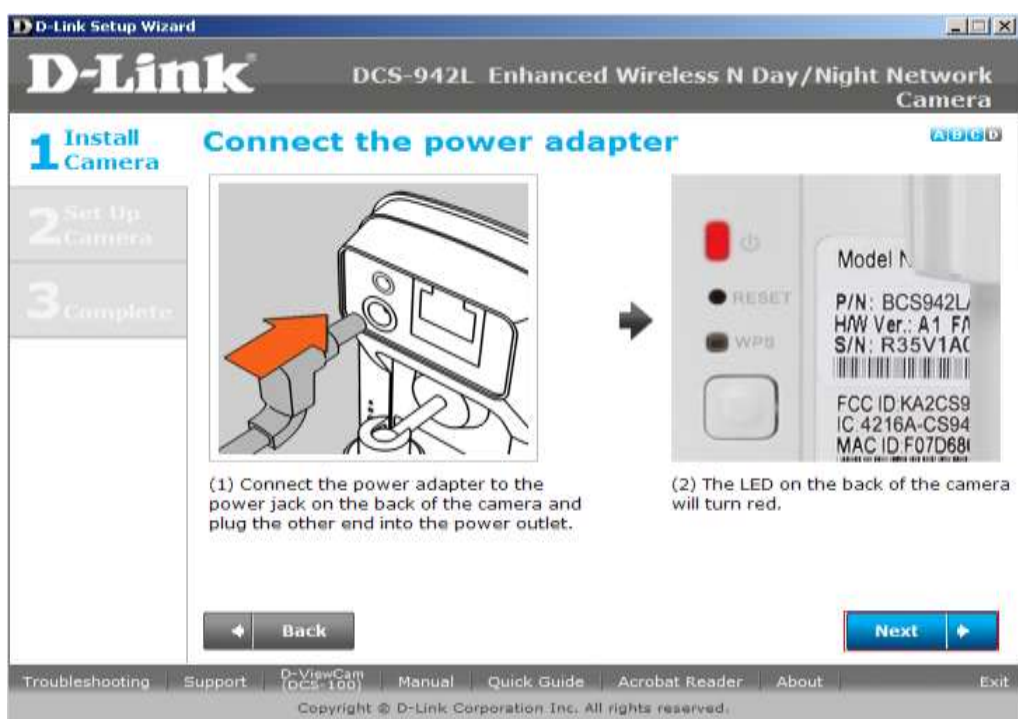 D-Link Setup Wizard
D-Link
DCS-942L Enhanced Wireless N Day/Night Network
Camera
1 Install
Camera
Connect the power adapter
A B C D
2 Set Up
Camera
3 Complete
RESET
WPS
Model
P/N: BCS942L
H/W Ver.: A1
S/N: R35V1A
FCC ID:KA2CS9
IC:4216A-CS94
MAC ID:F07D68
(1) Connect the power adapter to the
power jack on the back of the camera and
plug the other end into the power outlet.
(2) The LED on the back of the camera
will turn red.
Back
Next
Troubleshooting
Support
D-ViewCam
(DCS-100)
Manual
Quick Guide
Acrobat Reader
About
Exit
Copyright © D-Link Corporation Inc. All rights reserved.